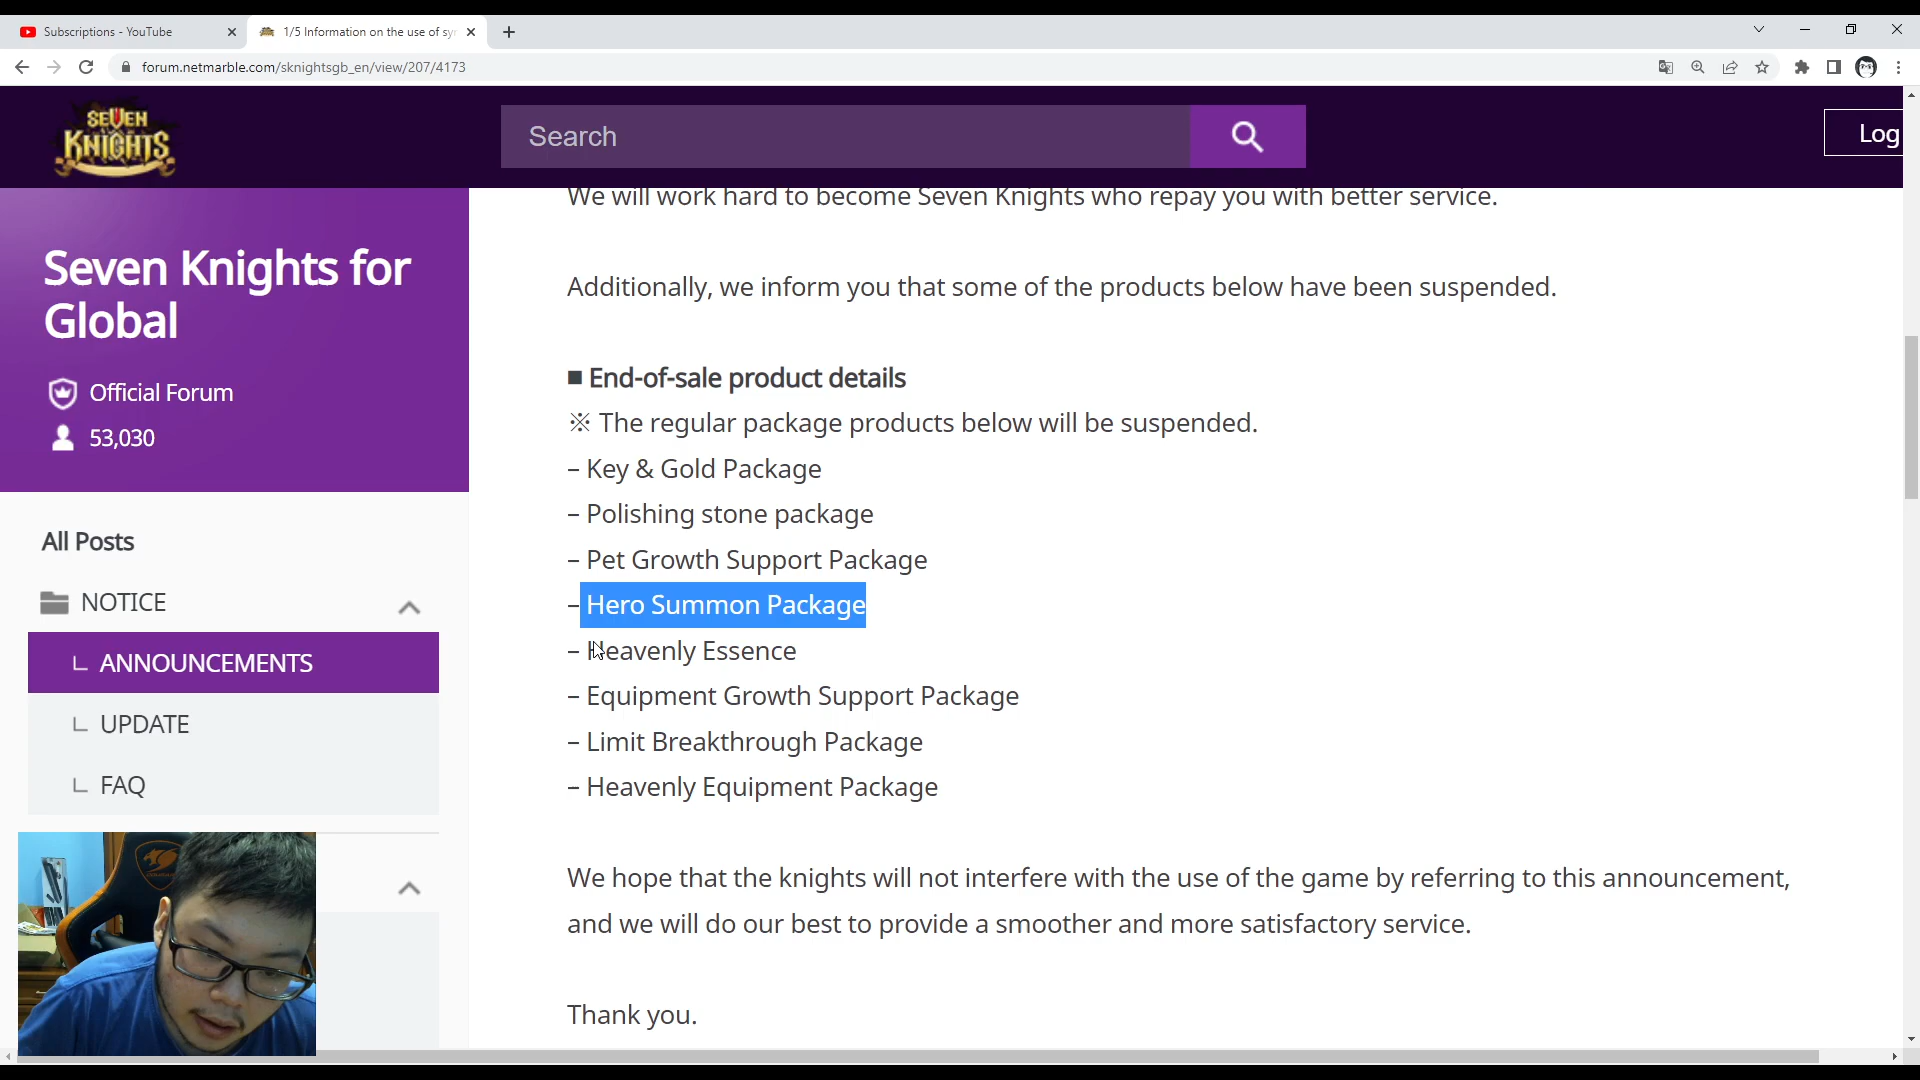 Subscriptions - YouTube
1/5 Information on the use of sy
forum.netmarble.com/sknightsgb_en/view/207/4173
SEVEN
KNIGHTS
Search
Log
Seven Knights for
Global
Official Forum
53,030
All Posts
NOTICE
ANNOUNCEMENTS
UPDATE
FAQ
We will work hard to become Seven Knights who repay you with better service.
Additionally, we inform you that some of the products below have been suspended.
■ End-of-sale product details
※ The regular package products below will be suspended.
– Key & Gold Package
– Polishing stone package
– Pet Growth Support Package
– Hero Summon Package
– Heavenly Essence
– Equipment Growth Support Package
– Limit Breakthrough Package
– Heavenly Equipment Package
We hope that the knights will not interfere with the use of the game by referring to this announcement,
and we will do our best to provide a smoother and more satisfactory service.
Thank you.